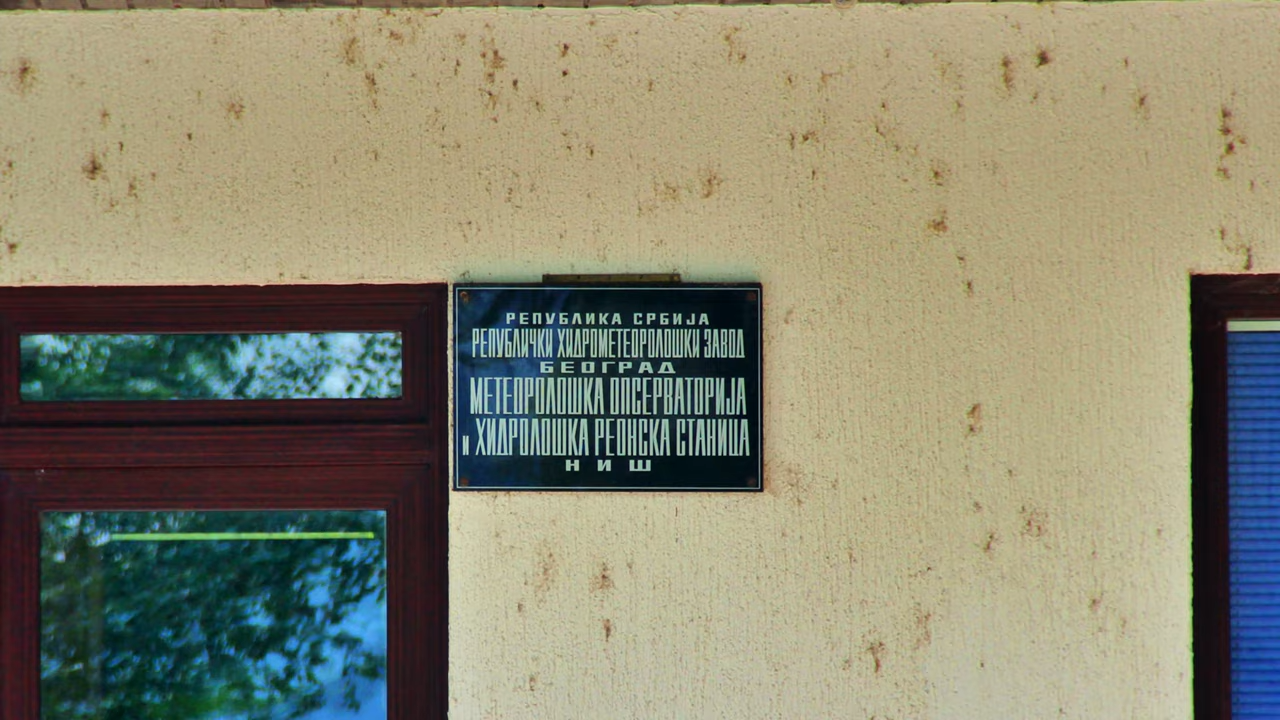 РЕПУБЛИКА СРБИЈА
РЕПУБЛИЧКИ ХИДРОМЕТЕОРОЛОШКИ ЗАВОД
БЕОГРАД
МЕТЕОРОЛОШКА ОПСЕРВАТОРИЈА
и ХИДРОЛОШКА РЕОНСКА СТАНИЦА
НИШ